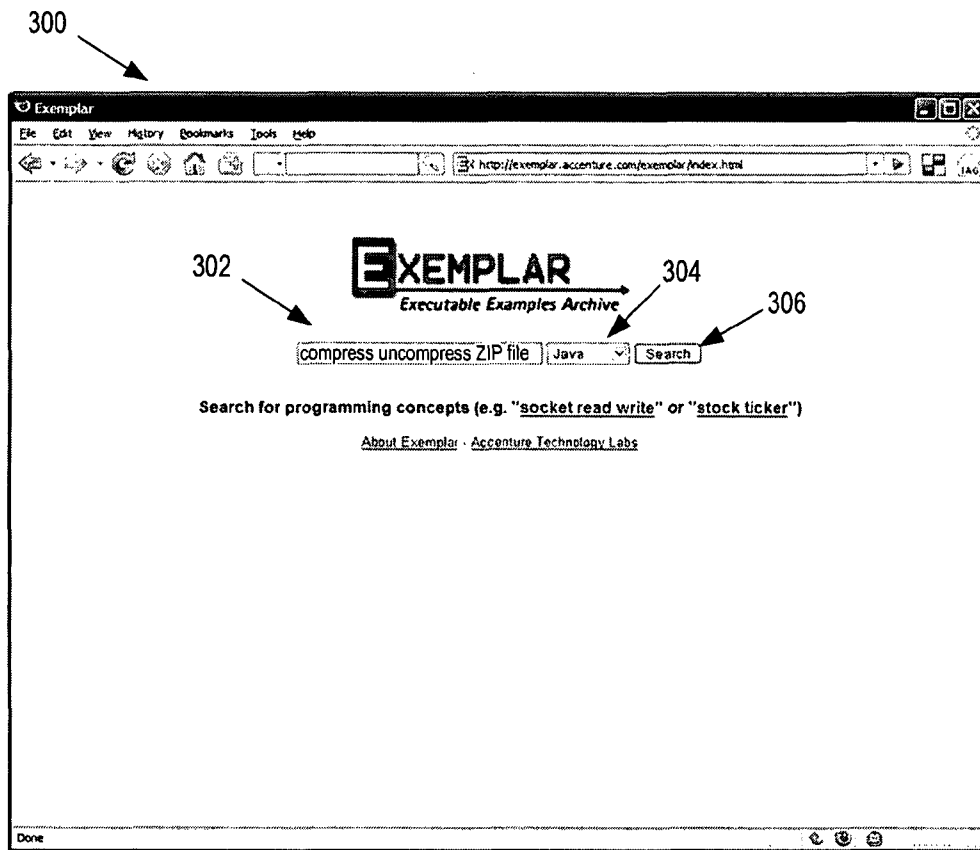 300
Exemplar
File Edit View History Bookmarks Tools Help
http://exemplar.accenture.com/exemplar/index.html
302
EXEMPLAR
304
Executable Examples Archive
306
compress uncompress ZIP file Java Search
Search for programming concepts (e.g. "socket read write" or "stock ticker")
About Exemplar - Accenture Technology Labs
Done